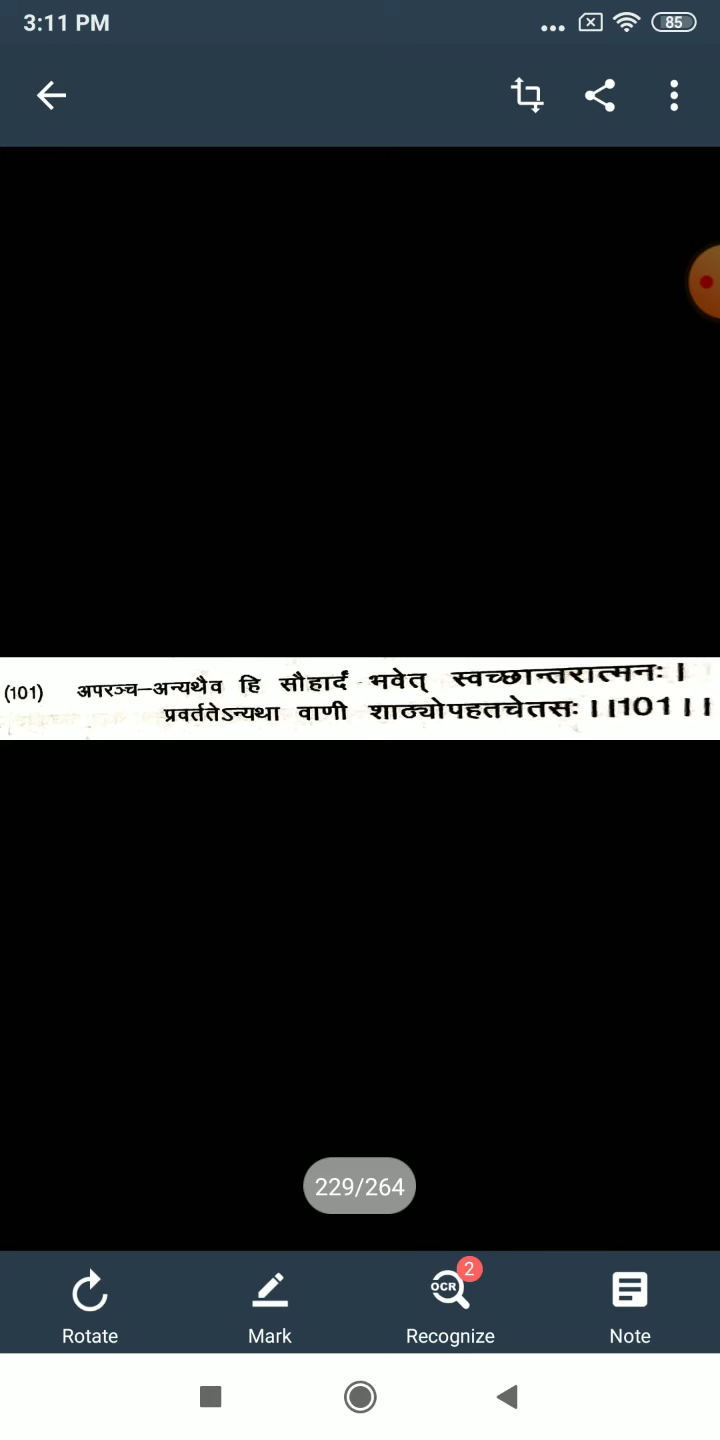 3:11 PM
85
(101) अपरञ्च–अन्यथैव हि सौहार्दं भवेत् स्वच्छान्तरात्मनः।
प्रवर्ततेऽन्यथा वाणी शाठ्योपहतचेतसः।।101।।
229/264
OCR 2
Rotate Mark Recognize Note